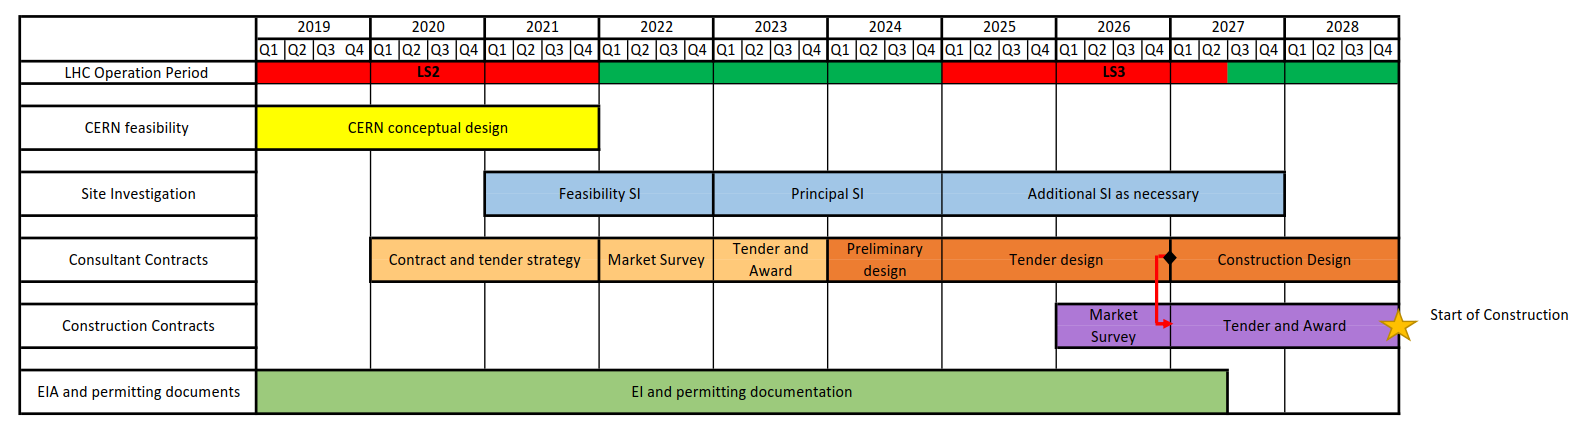 2019 2020 2021 2022 2023 2024 2025 2026 2027 2028
Q1 Q2 Q3 Q4 Q1 Q2 Q3 Q4 Q1 Q2 Q3 Q4 Q1 Q2 Q3 Q4 Q1 Q2 Q3 Q4 Q1 Q2 Q3 Q4 Q1 Q2 Q3 Q4 Q1 Q2 Q3 Q4 Q1 Q2 Q3 Q4 Q1 Q2 Q3 Q4
LHC Operation Period LS2 LS3
CERN feasibility CERN conceptual design
Site Investigation Feasibility SI Principal SI Additional SI as necessary
Consultant Contracts Contract and tender strategy Market Survey
Tender and
Award
Preliminary
design
Tender design Construction Design
Construction Contracts
Market
Survey
Tender and Award
Start of Construction
EIA and permitting documents EI and permitting documentation